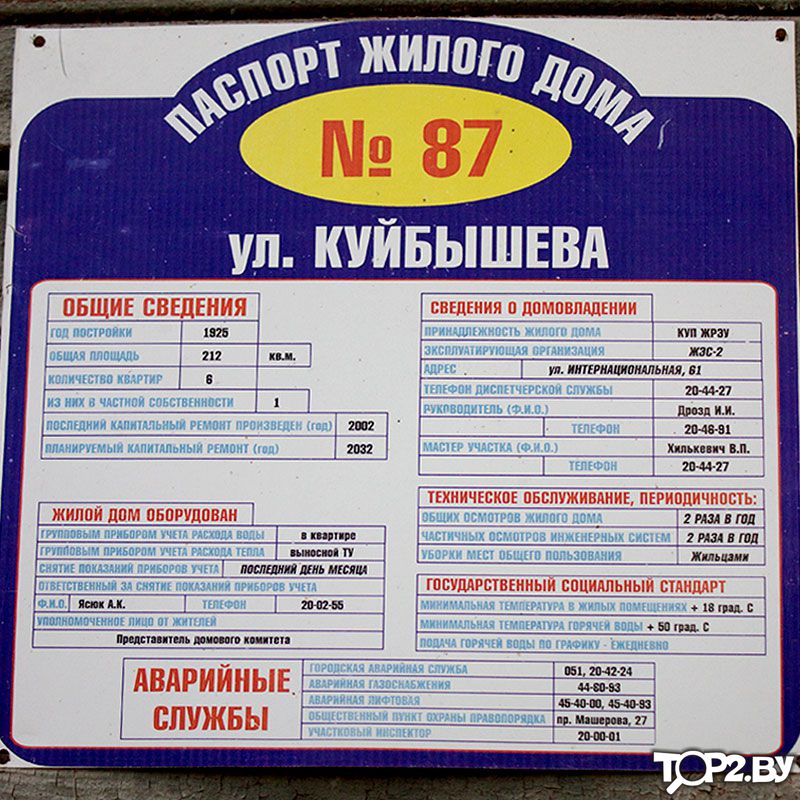 ПАСПОРТ ЖИЛОГО ДОМА
№ 87
ул. КУЙБЫШЕВА
ОБЩИЕ СВЕДЕНИЯ
ГОД ПОСТРОЙКИ 1925
ОБЩАЯ ПЛОЩАДЬ 212 КВ.М.
КОЛИЧЕСТВО КВАРТИР 6
ИЗ НИХ В ЧАСТНОЙ СОБСТВЕННОСТИ 1
ПОСЛЕДНИЙ КАПИТАЛЬНЫЙ РЕМОНТ ПРОИЗВЕДЕН (год) 2002
ПЛАНИРУЕМЫЙ КАПИТАЛЬНЫЙ РЕМОНТ (год) 2032
ЖИЛОЙ ДОМ ОБОРУДОВАН
ГРУППОВЫМ ПРИБОРОМ УЧЕТА РАСХОДА ВОДЫ в квартире
ГРУППОВЫМ ПРИБОРОМ УЧЕТА РАСХОДА ТЕПЛА выносной ТУ
СНЯТИЕ ПОКАЗАНИЙ ПРИБОРОВ УЧЕТА ПОСЛЕДНИЙ ДЕНЬ МЕСЯЦА
ОТВЕТСТВЕННЫЙ ЗА СНЯТИЕ ПОКАЗАНИЙ ПРИБОРОВ УЧЕТА
Ф.И.О. Ясюк А.К. ТЕЛЕФОН 20-02-55
УПОЛНОМОЧЕННОЕ ЛИЦО ОТ ЖИТЕЛЕЙ
Представитель домового комитета
СВЕДЕНИЯ О ДОМОВЛАДЕНИИ
ПРИНАДЛЕЖНОСТЬ ЖИЛОГО ДОМА КУП ЖРЭУ
ЭКСПЛУАТИРУЮЩАЯ ОРГАНИЗАЦИЯ ЖЭС-2
АДРЕС ул. ИНТЕРНАЦИОНАЛЬНАЯ, 61
ТЕЛЕФОН ДИСПЕТЧЕРСКОЙ СЛУЖБЫ 20-44-27
РУКОВОДИТЕЛЬ (Ф.И.О.) Дрозд И.И.
ТЕЛЕФОН 20-46-91
МАСТЕР УЧАСТКА (Ф.И.О.) Хилькевич В.П.
ТЕЛЕФОН 20-44-27
ТЕХНИЧЕСКОЕ ОБСЛУЖИВАНИЕ, ПЕРИОДИЧНОСТЬ:
ОБЩИХ ОСМОТРОВ ЖИЛОГО ДОМА 2 РАЗА В ГОД
ЧАСТИЧНЫХ ОСМОТРОВ ИНЖЕНЕРНЫХ СИСТЕМ 2 РАЗА В ГОД
УБОРКИ МЕСТ ОБЩЕГО ПОЛЬЗОВАНИЯ Жильцами
ГОСУДАРСТВЕННЫЙ СОЦИАЛЬНЫЙ СТАНДАРТ
МИНИМАЛЬНАЯ ТЕМПЕРАТУРА В ЖИЛЫХ ПОМЕЩЕНИЯХ + 18 град. С
МИНИМАЛЬНАЯ ТЕМПЕРАТУРА ГОРЯЧЕЙ ВОДЫ + 50 град. С
ПОДАЧА ГОРЯЧЕЙ ВОДЫ ПО ГРАФИКУ - ЕЖЕДНЕВНО
АВАРИЙНЫЕ СЛУЖБЫ
ГОРОДСКАЯ АВАРИЙНАЯ СЛУЖБА 051, 20-42-24
АВАРИЙНАЯ ГАЗОСНАБЖЕНИЯ 44-60-93
АВАРИЙНАЯ ЛИФТОВАЯ 45-40-00, 45-40-93
ОБЩЕСТВЕННЫЙ ПУНКТ ОХРАНЫ ПРАВОПОРЯДКА пр. Машерова, 27
УЧАСТКОВЫЙ ИНСПЕКТОР 20-00-01
TOP2.BY